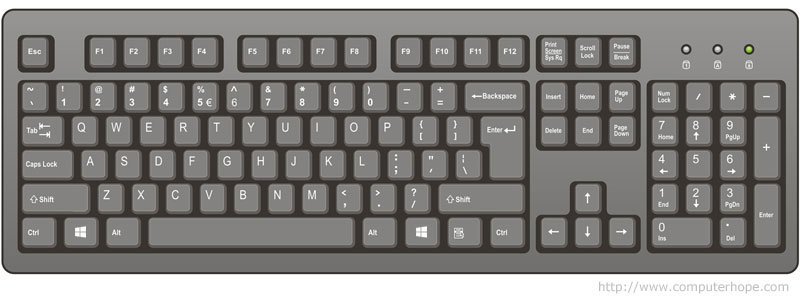 Esc F1 F2 F3 F4 F5 F6 F7 F8 F9 F10 F11 F12 Print Screen Sys Rq Scroll Lock Pause Break 1 A
~ ` ! 1 @ 2 # 3 $ 4 % 5 € ^ 6 & 7 * 8 ( 9 ) 0 — - + = ←Backspace Insert Home Page Up Num Lock / * −
Tab Q W E R T Y U I O P { [ } ] Enter Delete End Page Down 7 Home 8 ↑ 9 PgUp +
Caps Lock A S D F G H J K L : ; " , | \ 4 ← 5 6 →
⇧ Shift Z X C V B N M < , > . ? / ⇧ Shift ↑ 1 End 2 ↓ 3 PgDn Enter
Ctrl Alt Alt Ctrl ← ↓ → 0 Ins . Del
http://www.computerhope.com